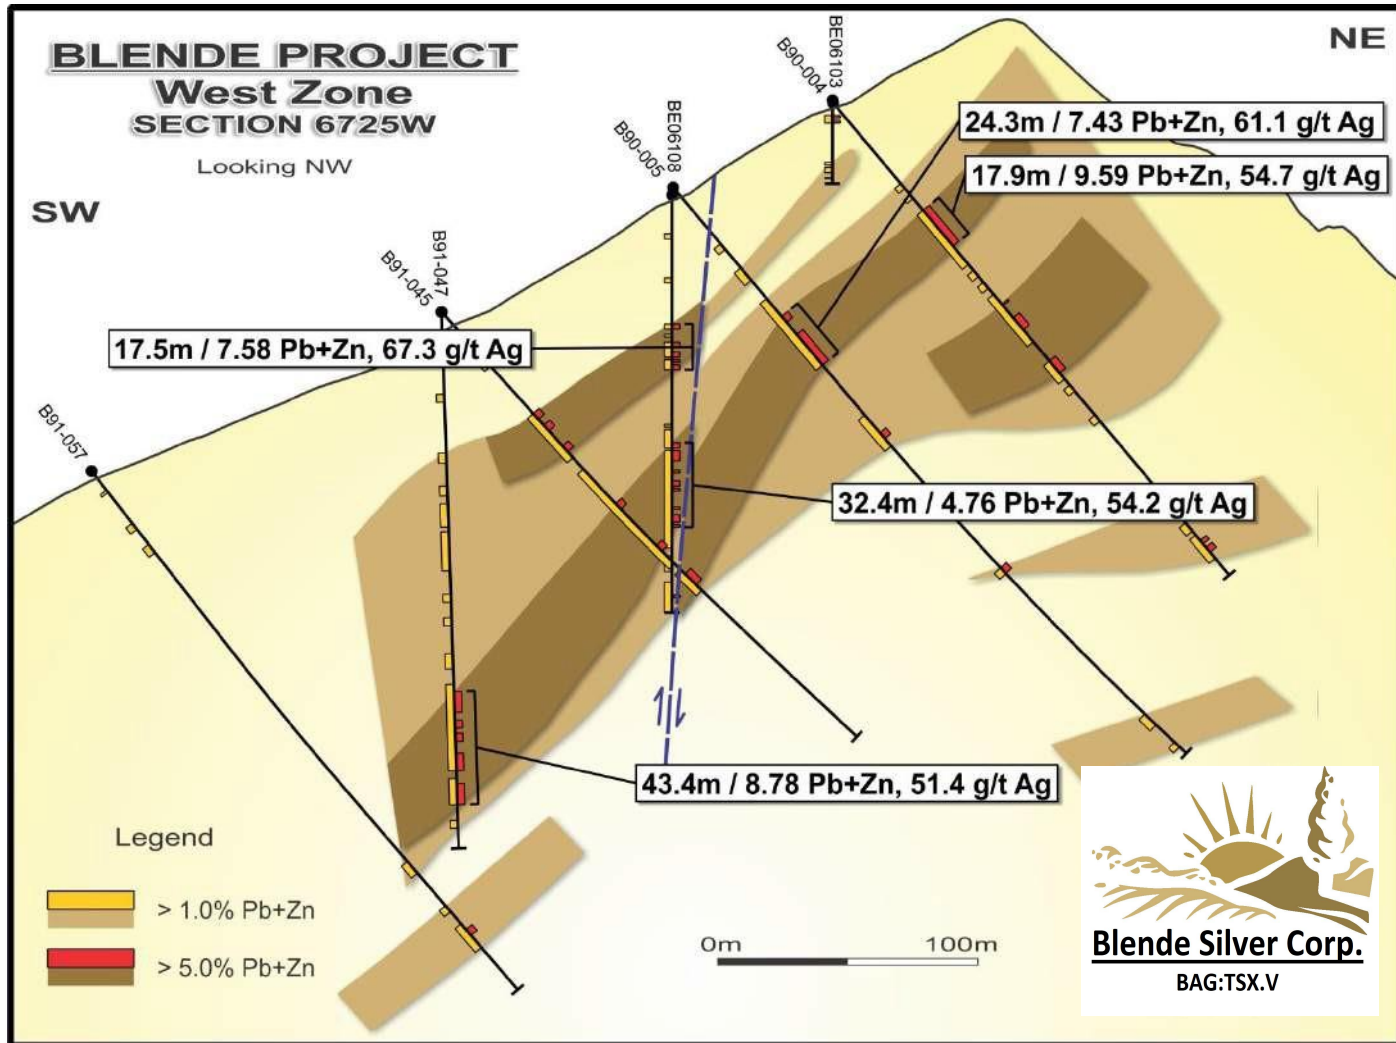 BLENDE PROJECT
West Zone
SECTION 6725W
Looking NW
NE
SW
BE06103
B90-004
BE06108
B90-005
B91-047
B91-045
B91-057
24.3m / 7.43 Pb+Zn, 61.1 g/t Ag
17.9m / 9.59 Pb+Zn, 54.7 g/t Ag
17.5m / 7.58 Pb+Zn, 67.3 g/t Ag
32.4m / 4.76 Pb+Zn, 54.2 g/t Ag
43.4m / 8.78 Pb+Zn, 51.4 g/t Ag
Legend
> 1.0% Pb+Zn
> 5.0% Pb+Zn
0m 100m
Blende Silver Corp.
BAG:TSX.V